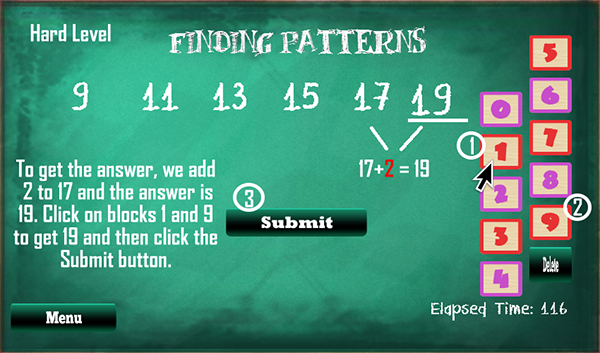 Hard Level
FINDING PATTERNS
9 11 13 15 17 19
17+2 = 19
To get the answer, we add
2 to 17 and the answer is
19. Click on blocks 1 and 9
to get 19 and then click the
Submit button.
3
Submit
1
0
1
2
3
4
5
6
7
8
9
2
Delete
Elapsed Time: 116
Menu